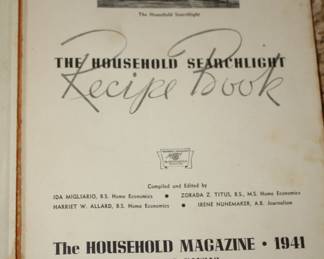 The Household Searchlight
THE HOUSEHOLD SEARCHLIGHT
Recipe Book
Compiled and Edited by
IDA MIGLIARIO, B.S. Home Economics • ZORADA Z. TITUS, B.S., M.S. Home Economics
HARRIET W. ALLARD, B.S. Home Economics • IRENE NUNEMAKER, A.B. Journalism
The HOUSEHOLD MAGAZINE • 1941